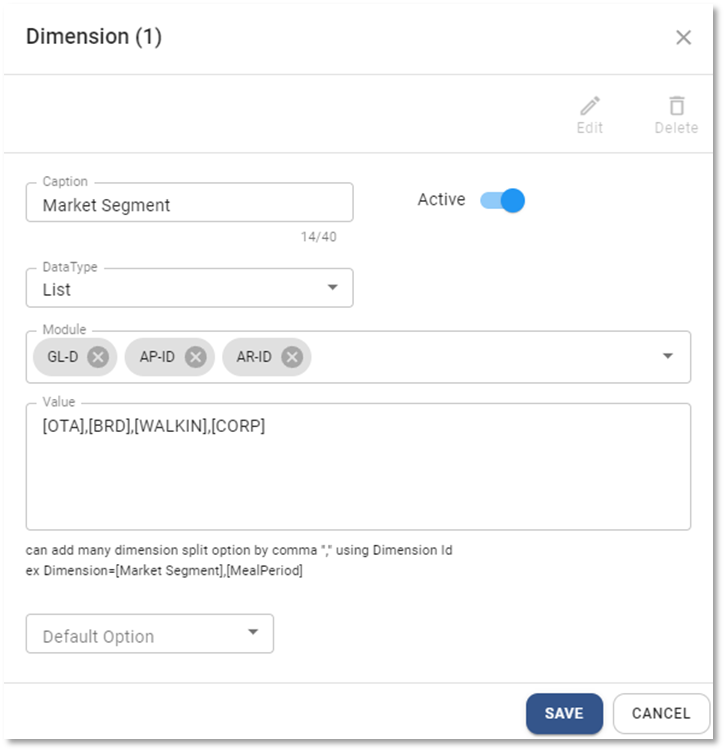 Dimension (1)
Edit
Delete
Caption
Market Segment
Active
14/40
DataType
List
Module
GL-D
AP-ID
AR-ID
Value
[OTA],[BRD],[WALKIN],[CORP]
can add many dimension split option by comma "," using Dimension Id
ex Dimension=[Market Segment],[MealPeriod]
Default Option
SAVE
CANCEL